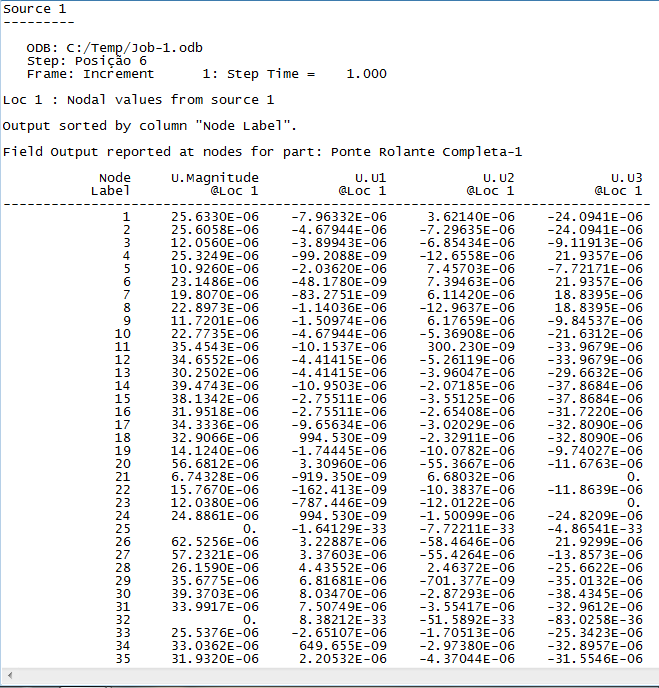 Source 1
---------
ODB: C:/Temp/Job-1.odb
Step: Posição 6
Frame: Increment      1: Step Time =    1.000
Loc 1 : Nodal values from source 1
Output sorted by column "Node Label".
Field Output reported at nodes for part: Ponte Rolante Completa-1
Node U.Magnitude U.U1 U.U2 U.U3
Label @Loc 1 @Loc 1 @Loc 1 @Loc 1
---------------------------------------------------------------------------------
1 25.6330E-06 -7.96332E-06 3.62140E-06 -24.0941E-06
2 25.6058E-06 -4.67944E-06 -7.29635E-06 -24.0941E-06
3 12.0560E-06 -3.89943E-06 -6.85434E-06 -9.11913E-06
4 25.3249E-06 -99.2088E-09 -12.6558E-06 21.9357E-06
5 10.9260E-06 -2.03620E-06 7.45703E-06 -7.72171E-06
6 23.1486E-06 -48.1780E-09 7.39463E-06 21.9357E-06
7 19.8070E-06 -83.2751E-09 6.11420E-06 18.8395E-06
8 22.8973E-06 -1.14036E-06 -12.9637E-06 18.8395E-06
9 11.7201E-06 -1.50974E-06 6.17659E-06 -9.84537E-06
10 22.7735E-06 -4.67944E-06 -5.36908E-06 -21.6312E-06
11 35.4543E-06 -10.1537E-06 300.230E-09 -33.9679E-06
12 34.6552E-06 -4.41415E-06 -5.26119E-06 -33.9679E-06
13 30.2502E-06 -4.41415E-06 -3.96047E-06 -29.6632E-06
14 39.4743E-06 -10.9503E-06 -2.07185E-06 -37.8684E-06
15 38.1342E-06 -2.75511E-06 -3.55125E-06 -37.8684E-06
16 31.9518E-06 -2.75511E-06 -2.65408E-06 -31.7220E-06
17 34.3336E-06 -9.65634E-06 -3.02029E-06 -32.8090E-06
18 32.9066E-06 994.530E-09 -2.32911E-06 -32.8090E-06
19 14.1240E-06 -1.74445E-06 -10.0782E-06 -9.74027E-06
20 56.6812E-06 3.30960E-06 -55.3667E-06 -11.6763E-06
21 6.74328E-06 -919.350E-09 6.68032E-06 0.
22 15.7670E-06 -162.413E-09 -10.3837E-06 -11.8639E-06
23 12.0380E-06 -787.446E-09 -12.0122E-06 0.
24 24.8861E-06 994.530E-09 -1.50099E-06 -24.8209E-06
25 0. -1.64129E-33 -7.72211E-33 -4.86541E-33
26 62.5256E-06 3.22887E-06 -58.4646E-06 21.9299E-06
27 57.2321E-06 3.37603E-06 -55.4264E-06 -13.8573E-06
28 26.1590E-06 4.43552E-06 2.46372E-06 -25.6622E-06
29 35.6775E-06 6.81681E-06 -701.377E-09 -35.0132E-06
30 39.3703E-06 8.03470E-06 -2.87293E-06 -38.4345E-06
31 33.9917E-06 7.50749E-06 -3.55417E-06 -32.9612E-06
32 0. 8.38212E-33 -51.5892E-33 -83.0258E-36
33 25.5376E-06 -2.65107E-06 -1.70513E-06 -25.3423E-06
34 33.0362E-06 649.655E-09 -2.97380E-06 -32.8957E-06
35 31.9320E-06 2.20532E-06 -4.37044E-06 -31.5546E-06